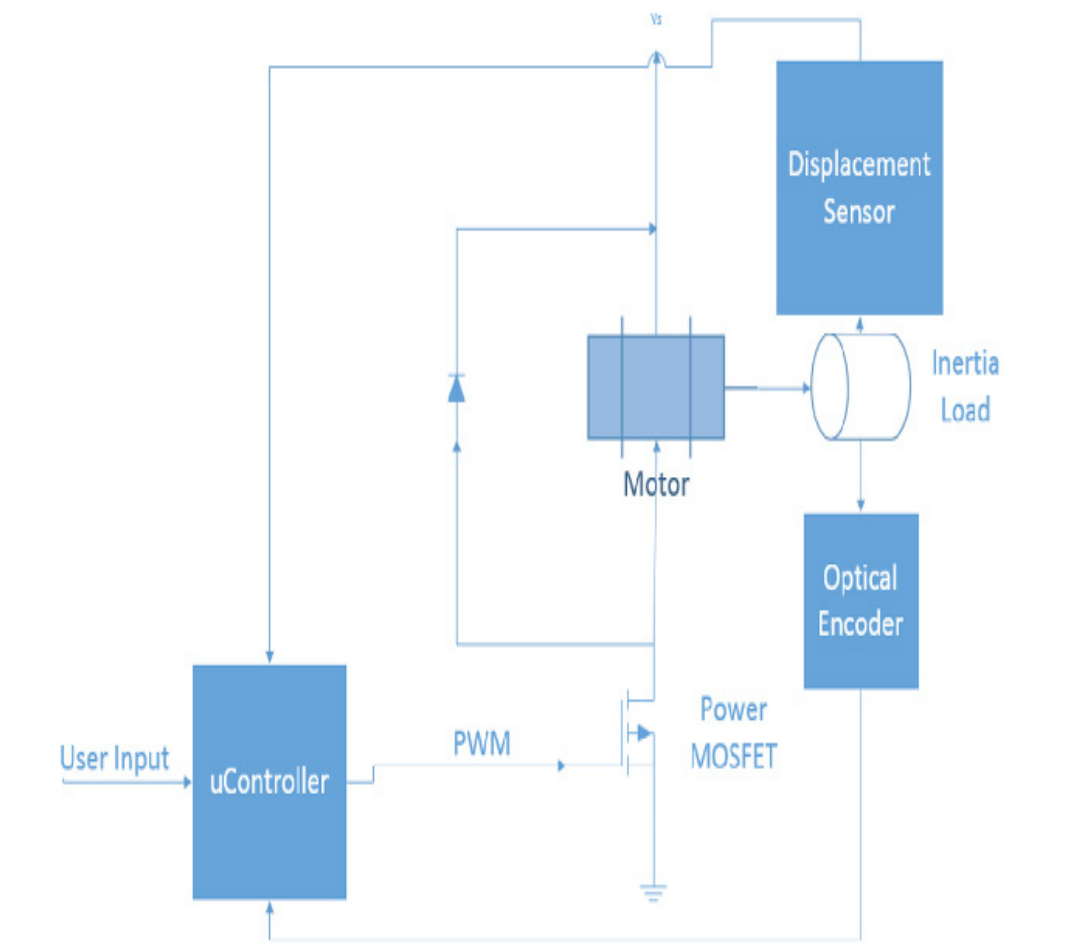 Vs
Displacement
Sensor
Inertia
Load
Motor
Optical
Encoder
Power
MOSFET
PWM
User Input
uController